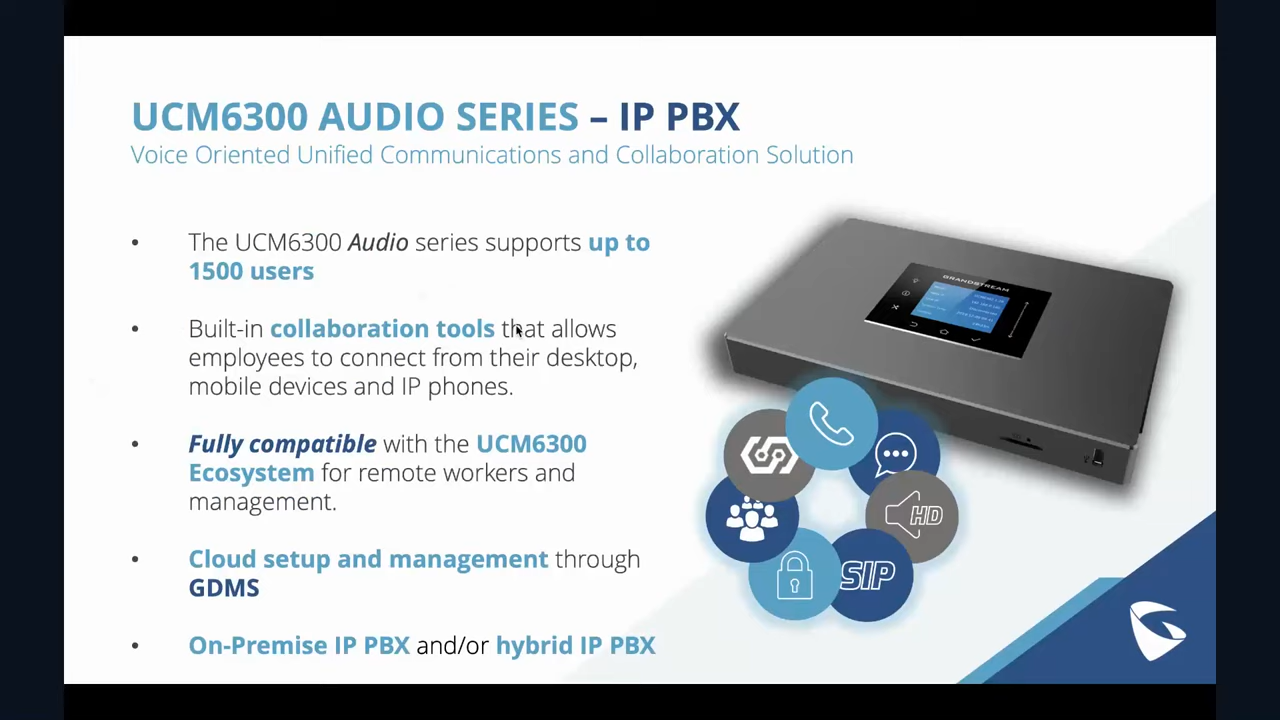 UCM6300 AUDIO SERIES – IP PBX
Voice Oriented Unified Communications and Collaboration Solution
• The UCM6300 Audio series supports up to
1500 users
• Built-in collaboration tools that allows
employees to connect from their desktop,
mobile devices and IP phones.
• Fully compatible with the UCM6300
Ecosystem for remote workers and
management.
• Cloud setup and management through
GDMS
• On-Premise IP PBX and/or hybrid IP PBX
GRANDSTREAM
HD
SIP